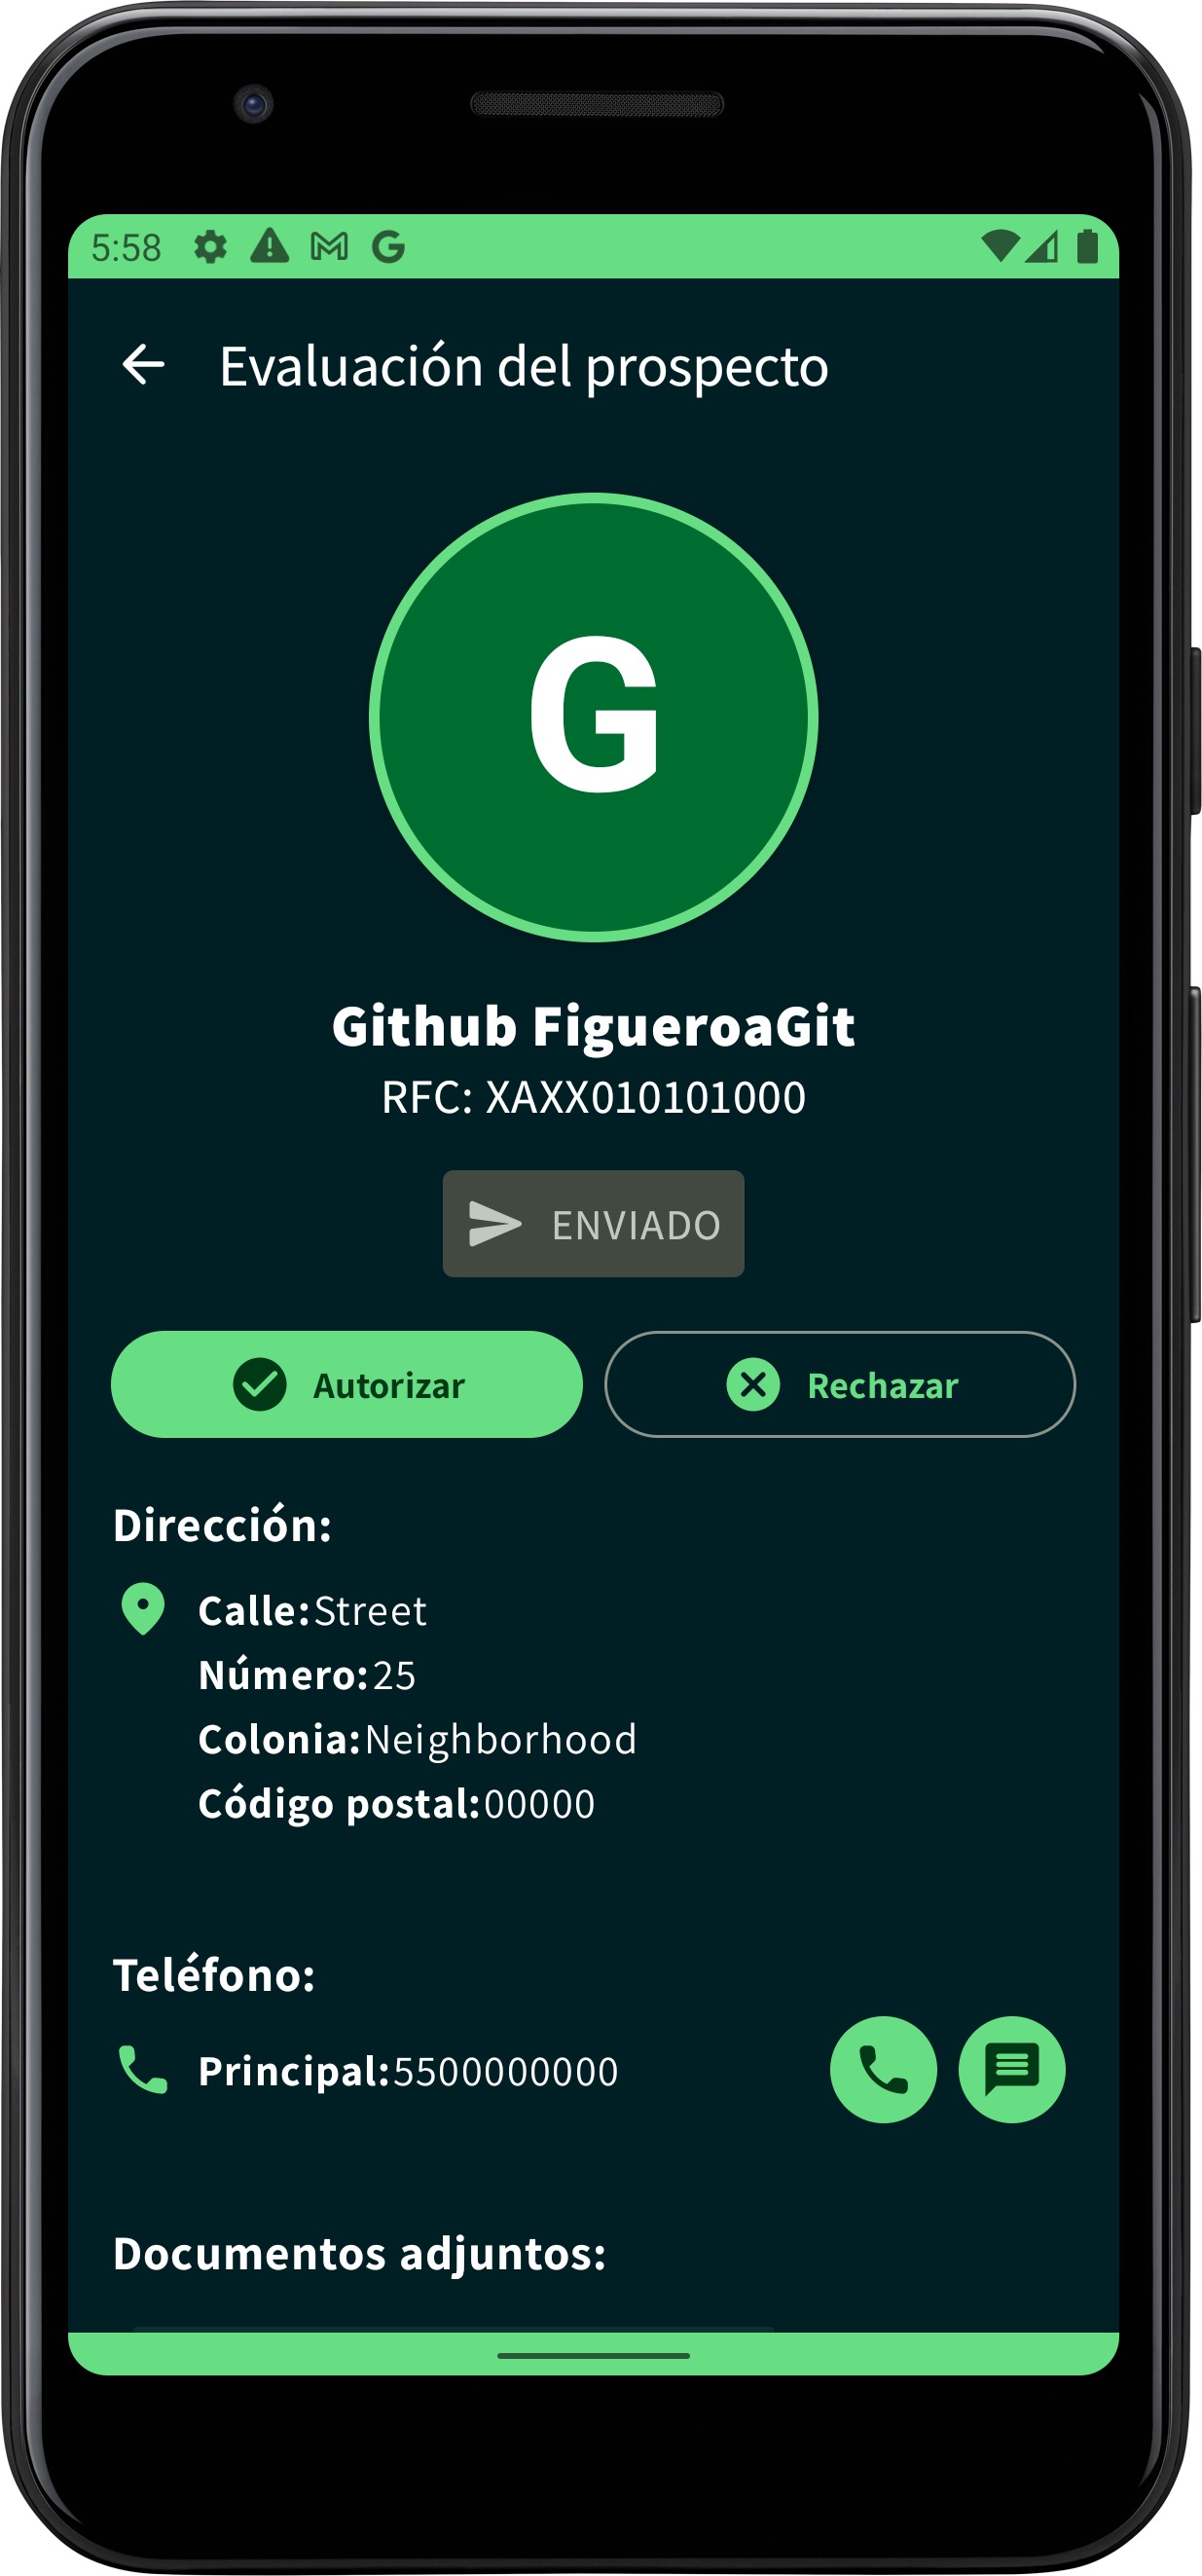 5:58
Evaluación del prospecto
G
Github FigueroaGit
RFC: XAXX010101000
ENVIADO
Autorizar
Rechazar
Dirección:
Calle:Street
Número:25
Colonia:Neighborhood
Código postal:00000
Teléfono:
Principal:5500000000
Documentos adjuntos: